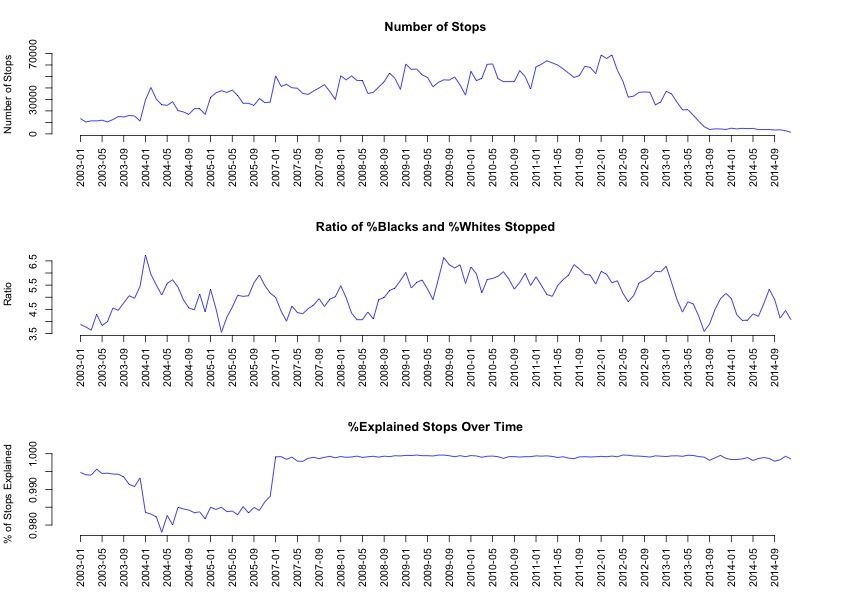 Number of Stops
Number of Stops
70000
30000
0
2003-01 2003-05 2003-09 2004-01 2004-05 2004-09 2005-01 2005-05 2005-09 2007-01 2007-05 2007-09 2008-01 2008-05 2008-09 2009-01 2009-05 2009-09 2010-01 2010-05 2010-09 2011-01 2011-05 2011-09 2012-01 2012-05 2012-09 2013-01 2013-05 2013-09 2014-01 2014-05 2014-09
Ratio of %Blacks and %Whites Stopped
Ratio
6.5
5.5
4.5
3.5
2003-01 2003-05 2003-09 2004-01 2004-05 2004-09 2005-01 2005-05 2005-09 2007-01 2007-05 2007-09 2008-01 2008-05 2008-09 2009-01 2009-05 2009-09 2010-01 2010-05 2010-09 2011-01 2011-05 2011-09 2012-01 2012-05 2012-09 2013-01 2013-05 2013-09 2014-01 2014-05 2014-09
%Explained Stops Over Time
% of Stops Explained
1.000
0.990
0.980
2003-01 2003-05 2003-09 2004-01 2004-05 2004-09 2005-01 2005-05 2005-09 2007-01 2007-05 2007-09 2008-01 2008-05 2008-09 2009-01 2009-05 2009-09 2010-01 2010-05 2010-09 2011-01 2011-05 2011-09 2012-01 2012-05 2012-09 2013-01 2013-05 2013-09 2014-01 2014-05 2014-09